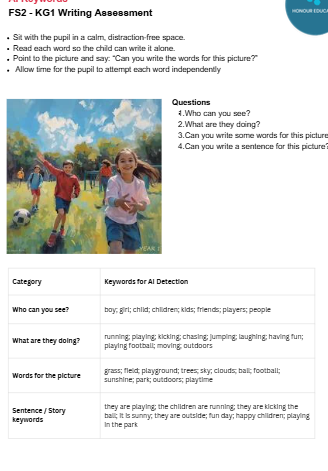 AI Keywords
FS2 - KG1 Writing Assessment
HONOUR EDUCA
• Sit with the pupil in a calm, distraction-free space.
• Read each word so the child can write it alone.
• Point to the picture and say: “Can you write the words for this picture?”
• Allow time for the pupil to attempt each word independently
Questions
1.Who can you see?
2.What are they doing?
3.Can you write some words for this picture
4.Can you write a sentence for this picture?
YEAR 1
Category Keywords for AI Detection
Who can you see? boy; girl; child; children; kids; friends; players; people
What are they doing? running; playing; kicking; chasing; jumping; laughing; having fun;
playing football; moving; outdoors
Words for the picture grass; field; playground; trees; sky; clouds; ball; football;
sunshine; park; outdoors; playtime
Sentence / Story
keywords
they are playing; the children are running; they are kicking the
ball; it is sunny; they are outside; fun day; happy children; playing
in the park